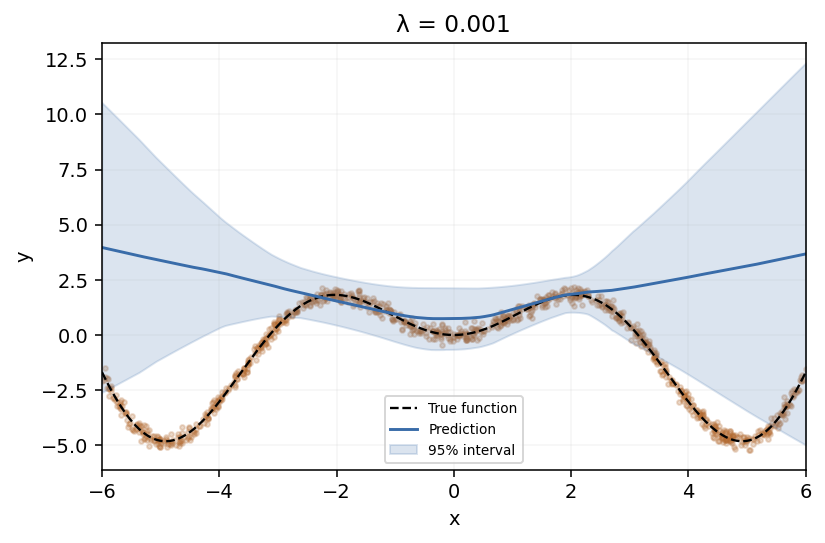 λ = 0.001
12.5
10.0
7.5
5.0
2.5
0.0
−2.5
−5.0
y
True function
Prediction
95% interval
−6 −4 −2 0 2 4 6
x